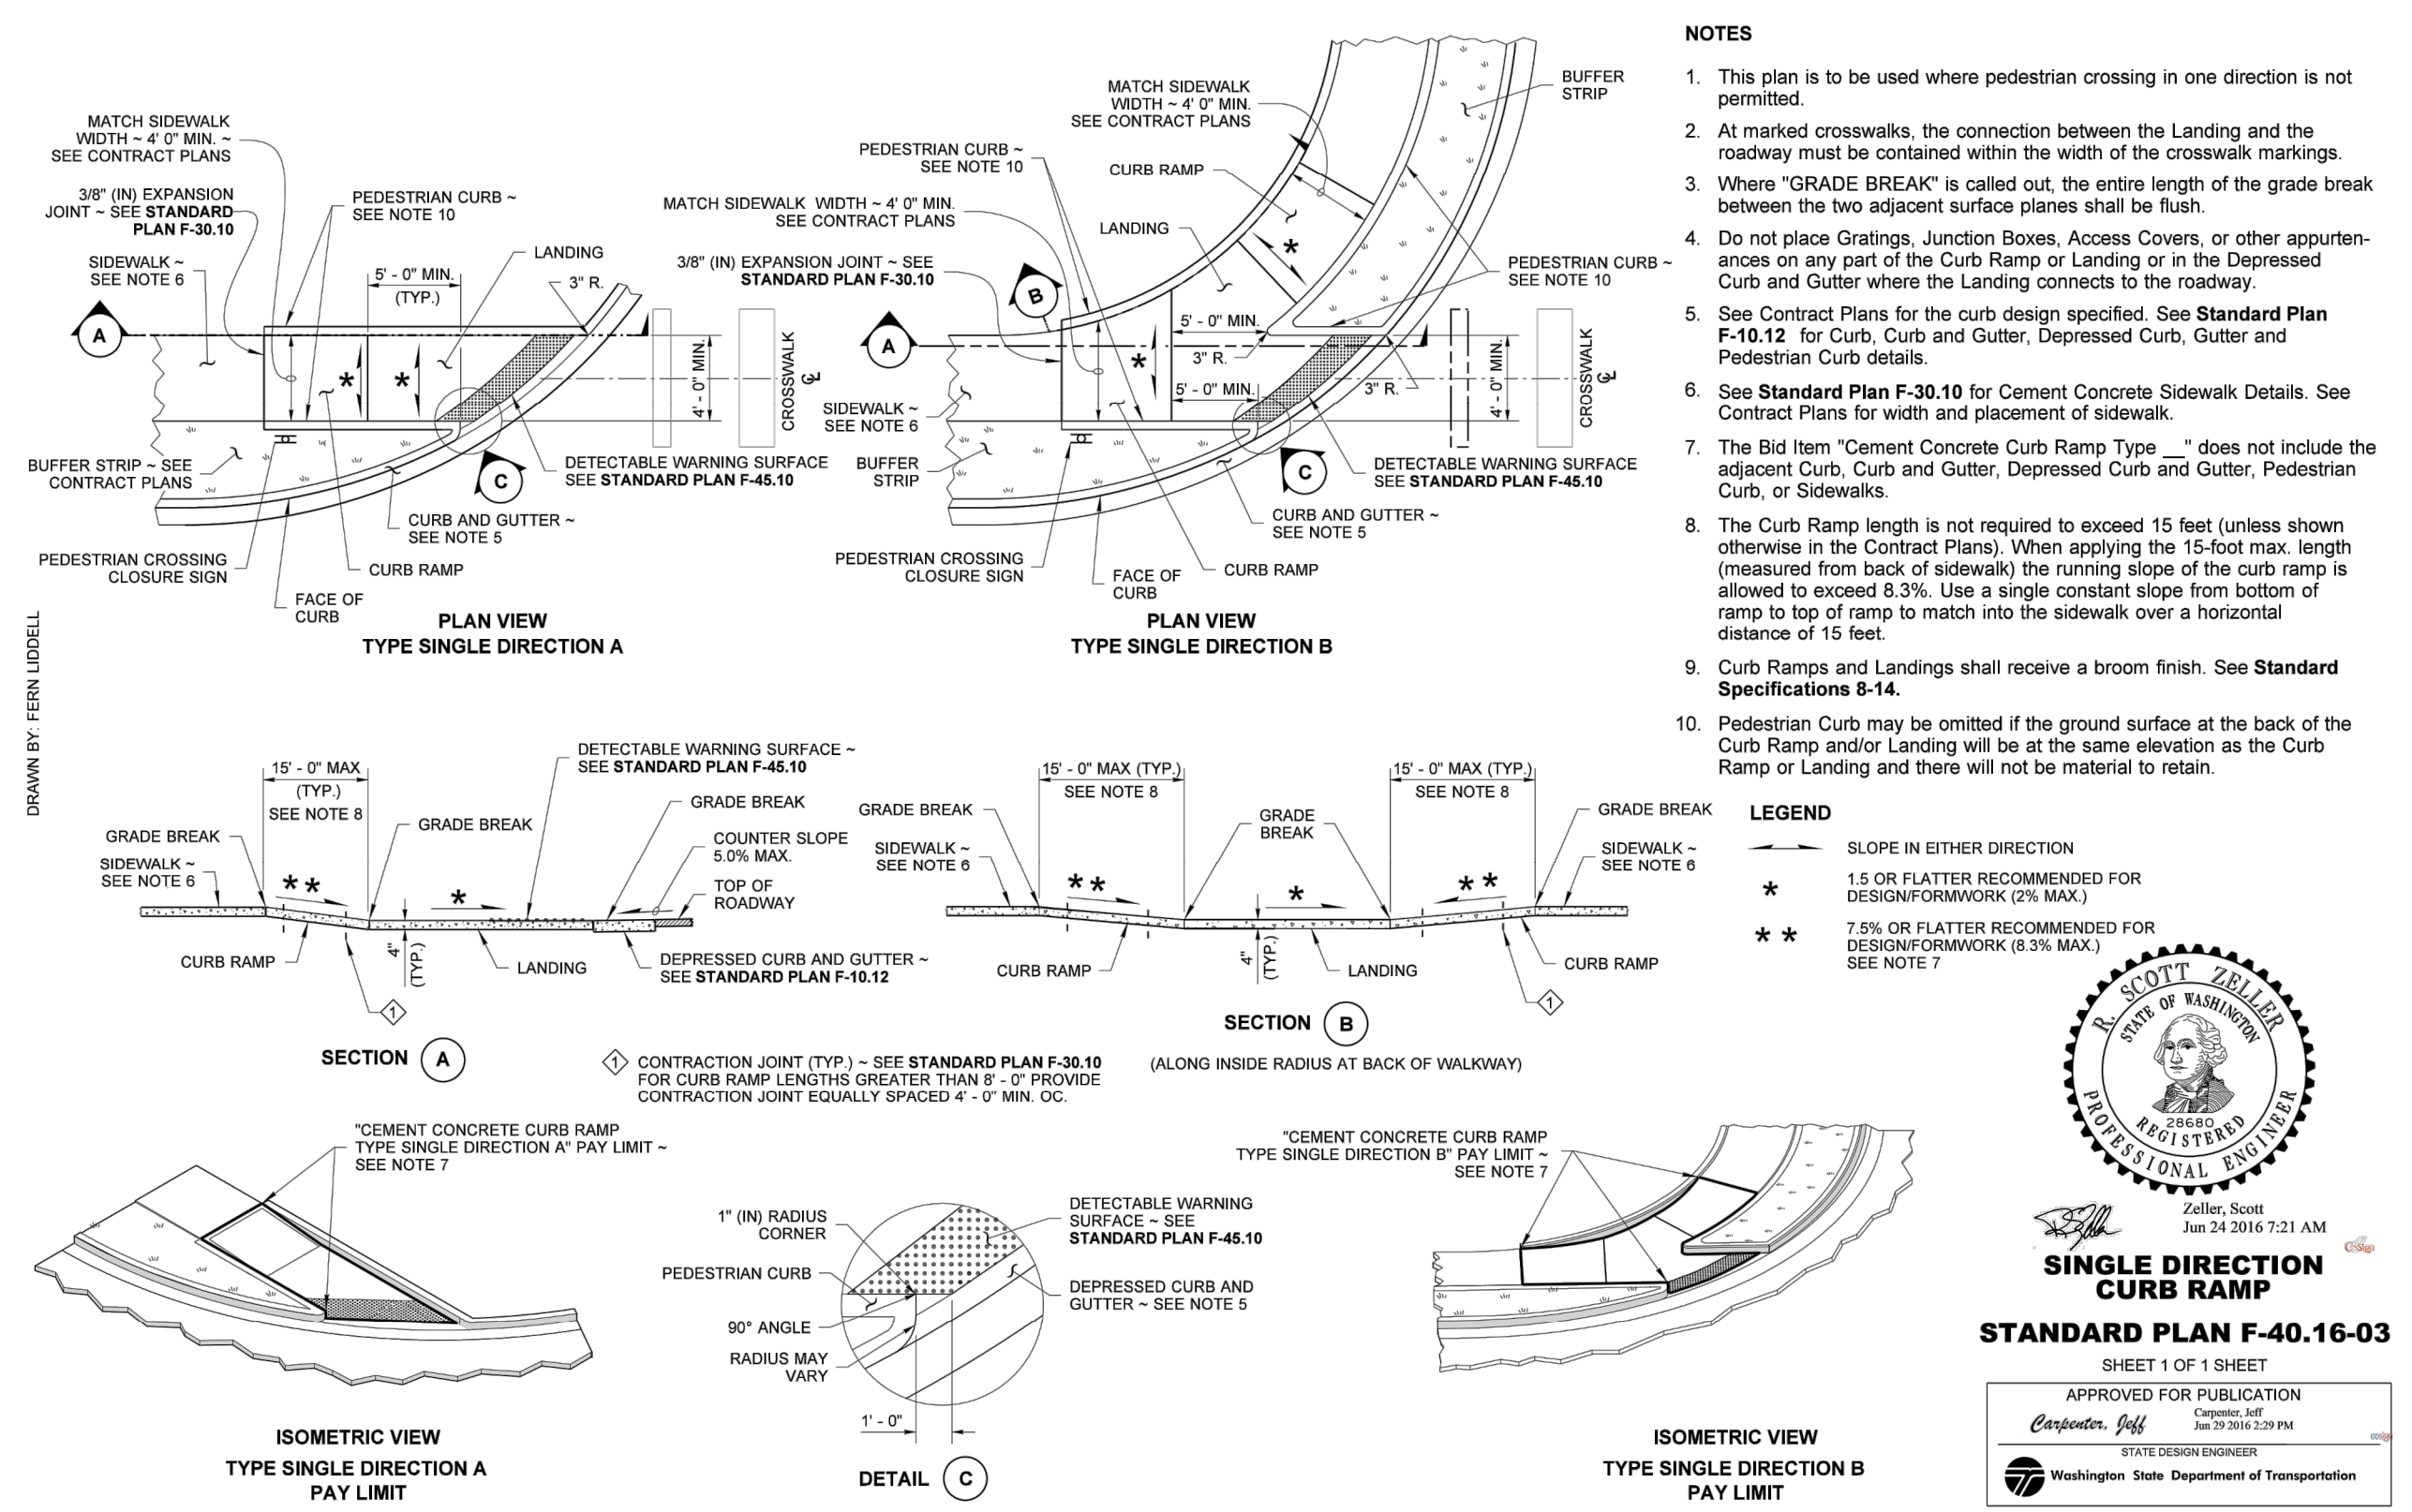 MATCH SIDEWALK
WIDTH ~ 4' 0" MIN. ~
SEE CONTRACT PLANS
3/8" (IN) EXPANSION
JOINT ~ SEE STANDARD
PLAN F-30.10
SIDEWALK ~
SEE NOTE 6
PEDESTRIAN CURB ~
SEE NOTE 10
LANDING
5' - 0" MIN.
(TYP.)
3" R.
A
*
*
4' - 0" MIN.
CROSSWALK
BUFFER STRIP ~ SEE
CONTRACT PLANS
C
DETECTABLE WARNING SURFACE
SEE STANDARD PLAN F-45.10
CURB AND GUTTER ~
SEE NOTE 5
PEDESTRIAN CROSSING
CLOSURE SIGN
CURB RAMP
FACE OF
CURB
PLAN VIEW
TYPE SINGLE DIRECTION A
MATCH SIDEWALK
WIDTH ~ 4' 0" MIN.
SEE CONTRACT PLANS
BUFFER
STRIP
PEDESTRIAN CURB ~
SEE NOTE 10
CURB RAMP
MATCH SIDEWALK WIDTH ~ 4' 0" MIN.
SEE CONTRACT PLANS
LANDING
*
3/8" (IN) EXPANSION JOINT ~ SEE
STANDARD PLAN F-30.10
PEDESTRIAN CURB ~
SEE NOTE 10
B
A
5' - 0" MIN.
*
3" R.
5' - 0" MIN.
3" R.
4' - 0" MIN.
CROSSWALK
SIDEWALK ~
SEE NOTE 6
BUFFER
STRIP
C
DETECTABLE WARNING SURFACE
SEE STANDARD PLAN F-45.10
CURB AND GUTTER ~
SEE NOTE 5
PEDESTRIAN CROSSING
CLOSURE SIGN
FACE OF
CURB
CURB RAMP
PLAN VIEW
TYPE SINGLE DIRECTION B
DRAWN BY: FERN LIDDELL
NOTES
1. This plan is to be used where pedestrian crossing in one direction is not
permitted.
2. At marked crosswalks, the connection between the Landing and the
roadway must be contained within the width of the crosswalk markings.
3. Where "GRADE BREAK" is called out, the entire length of the grade break
between the two adjacent surface planes shall be flush.
4. Do not place Gratings, Junction Boxes, Access Covers, or other appurten-
ances on any part of the Curb Ramp or Landing or in the Depressed
Curb and Gutter where the Landing connects to the roadway.
5. See Contract Plans for the curb design specified. See Standard Plan
F-10.12 for Curb, Curb and Gutter, Depressed Curb, Gutter and
Pedestrian Curb details.
6. See Standard Plan F-30.10 for Cement Concrete Sidewalk Details. See
Contract Plans for width and placement of sidewalk.
7. The Bid Item "Cement Concrete Curb Ramp Type __" does not include the
adjacent Curb, Curb and Gutter, Depressed Curb and Gutter, Pedestrian
Curb, or Sidewalks.
8. The Curb Ramp length is not required to exceed 15 feet (unless shown
otherwise in the Contract Plans). When applying the 15-foot max. length
(measured from back of sidewalk) the running slope of the curb ramp is
allowed to exceed 8.3%. Use a single constant slope from bottom of
ramp to top of ramp to match into the sidewalk over a horizontal
distance of 15 feet.
9. Curb Ramps and Landings shall receive a broom finish. See Standard
Specifications 8-14.
10. Pedestrian Curb may be omitted if the ground surface at the back of the
Curb Ramp and/or Landing will be at the same elevation as the Curb
Ramp or Landing and there will not be material to retain.
15' - 0" MAX
(TYP.)
SEE NOTE 8
DETECTABLE WARNING SURFACE ~
SEE STANDARD PLAN F-45.10
GRADE BREAK
GRADE BREAK
GRADE BREAK
COUNTER SLOPE
5.0% MAX.
SIDEWALK ~
SEE NOTE 6
* *
*
TOP OF
ROADWAY
CURB RAMP
4"
(TYP.)
LANDING
DEPRESSED CURB AND GUTTER ~
SEE STANDARD PLAN F-10.12
1
SECTION A
15' - 0" MAX (TYP.)
SEE NOTE 8
15' - 0" MAX (TYP.)
SEE NOTE 8
GRADE BREAK
GRADE
BREAK
GRADE BREAK
SIDEWALK ~
SEE NOTE 6
SIDEWALK ~
SEE NOTE 6
* *
*
* *
CURB RAMP
4"
(TYP.)
LANDING
CURB RAMP
1
SECTION B
(ALONG INSIDE RADIUS AT BACK OF WALKWAY)
1 CONTRACTION JOINT (TYP.) ~ SEE STANDARD PLAN F-30.10
FOR CURB RAMP LENGTHS GREATER THAN 8' - 0" PROVIDE
CONTRACTION JOINT EQUALLY SPACED 4' - 0" MIN. OC.
LEGEND
SLOPE IN EITHER DIRECTION
* 1.5 OR FLATTER RECOMMENDED FOR
DESIGN/FORMWORK (2% MAX.)
* * 7.5% OR FLATTER RECOMMENDED FOR
DESIGN/FORMWORK (8.3% MAX.)
SEE NOTE 7
"CEMENT CONCRETE CURB RAMP
TYPE SINGLE DIRECTION A" PAY LIMIT ~
SEE NOTE 7
ISOMETRIC VIEW
TYPE SINGLE DIRECTION A
PAY LIMIT
1" (IN) RADIUS
CORNER
DETECTABLE WARNING
SURFACE ~ SEE
STANDARD PLAN F-45.10
PEDESTRIAN CURB
DEPRESSED CURB AND
GUTTER ~ SEE NOTE 5
90° ANGLE
RADIUS MAY
VARY
1' - 0"
DETAIL C
"CEMENT CONCRETE CURB RAMP
TYPE SINGLE DIRECTION B" PAY LIMIT ~
SEE NOTE 7
ISOMETRIC VIEW
TYPE SINGLE DIRECTION B
PAY LIMIT
R. SCOTT ZELLER
STATE OF WASHINGTON
28680
REGISTERED
PROFESSIONAL ENGINEER
Zeller, Scott
Jun 24 2016 7:21 AM
CoSign
SINGLE DIRECTION
CURB RAMP
STANDARD PLAN F-40.16-03
SHEET 1 OF 1 SHEET
APPROVED FOR PUBLICATION
Carpenter, Jeff
Carpenter, Jeff
Jun 29 2016 2:29 PM
STATE DESIGN ENGINEER
Washington State Department of Transportation